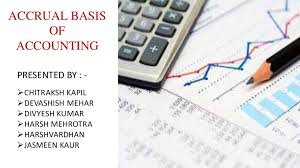 ACCRUAL BASIS
OF
ACCOUNTING
PRESENTED BY : -
➢CHITRAKSH KAPIL
➢DEVASHISH MEHAR
➢DIVYESH KUMAR
➢HARSH MEHROTRA
➢HARSHVARDHAN
➢JASMEEN KAUR